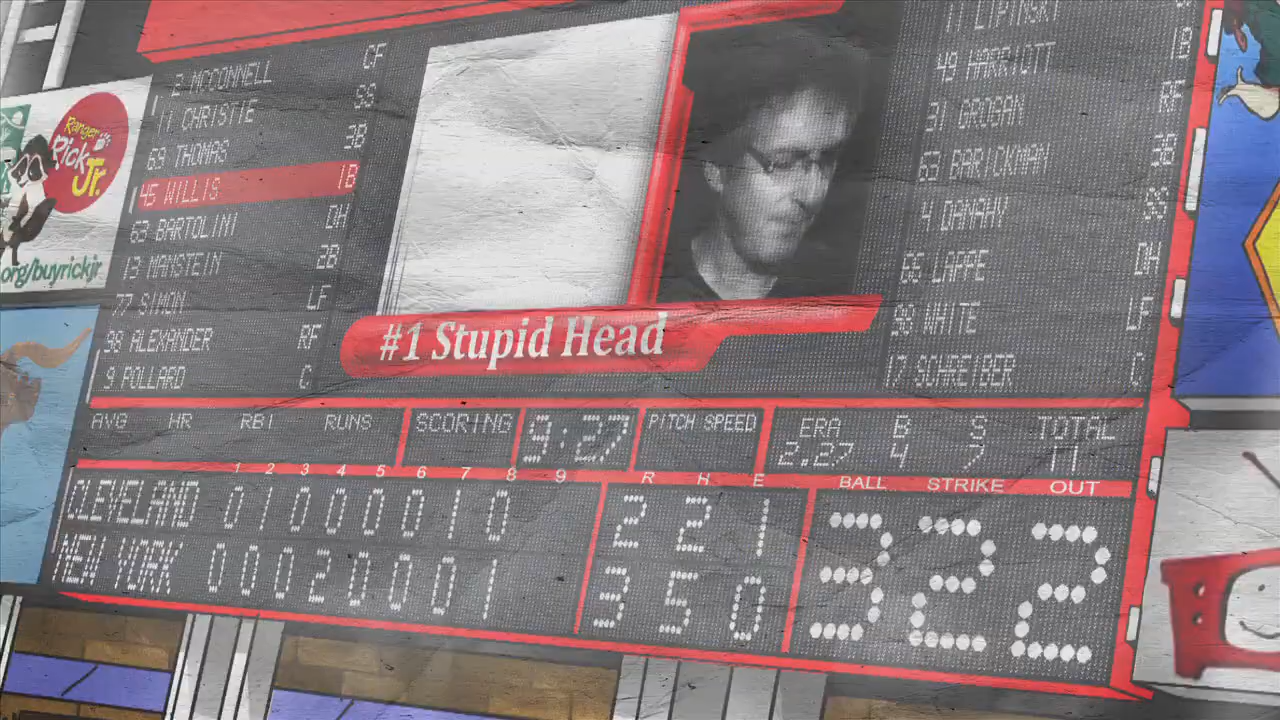 2 MCCONNELL CF
11 CHRISTIE SS
69 THOMAS 3B
45 WILLIS 1B
63 BARTOLINI DH
13 MANSTEIN 2B
77 SIMON LF
98 ALEXANDER RF
9 POLLARD C
Ranger
Rick
Jr.
.org/buyrickjr
#1 Stupid Head
11 LIPINSKI
49 HARRIOTT 1B
31 GROGAN RF
63 BARICKMAN 3B
4 DANAHY SS
65 LAPPE DH
98 WHITE LF
17 SCHREIBER C
AVG HR RBI RUNS SCORING 9:27 PITCH SPEED ERA B S TOTAL
2.27 4 7 11
1 2 3 4 5 6 7 8 9 R H E BALL STRIKE OUT
CLEVELAND 0 1 0 0 0 0 1 0 2 2 1
NEW YORK 0 0 0 2 0 0 0 1 3 5 0
3 2 2